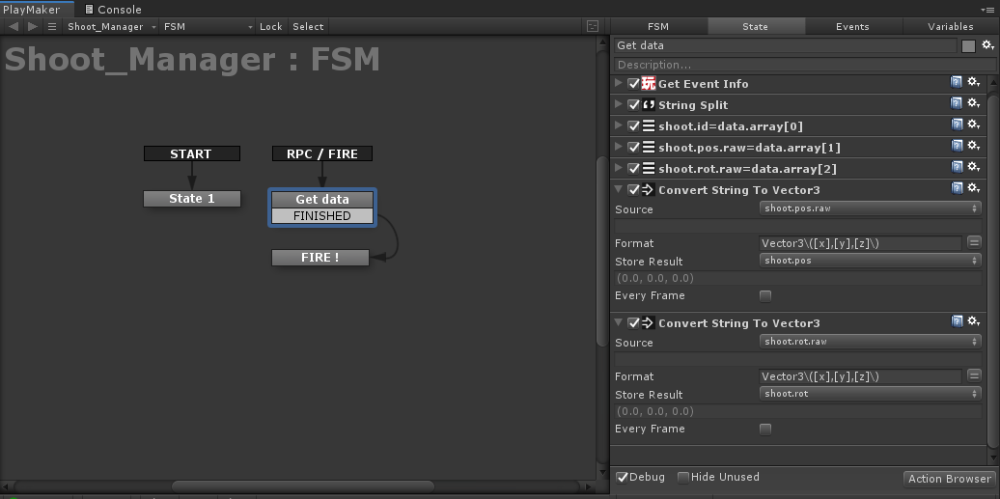 PlayMaker
Console
Shoot_Manager
FSM
Lock
Select
Shoot_Manager : FSM
START
State 1
RPC / FIRE
Get data
FINISHED
FIRE !
FSM
State
Events
Variables
Get data
Description...
玩
Get Event Info
String Split
shoot.id=data.array[0]
shoot.pos.raw=data.array[1]
shoot.rot.raw=data.array[2]
Convert String To Vector3
Source
shoot.pos.raw
Format
Vector3\([x],[y],[z]\)
Store Result
shoot.pos
(0.0, 0.0, 0.0)
Every Frame
Convert String To Vector3
Source
shoot.rot.raw
Format
Vector3\([x],[y],[z]\)
Store Result
shoot.rot
(0.0, 0.0, 0.0)
Every Frame
Debug
Hide Unused
Action Browser